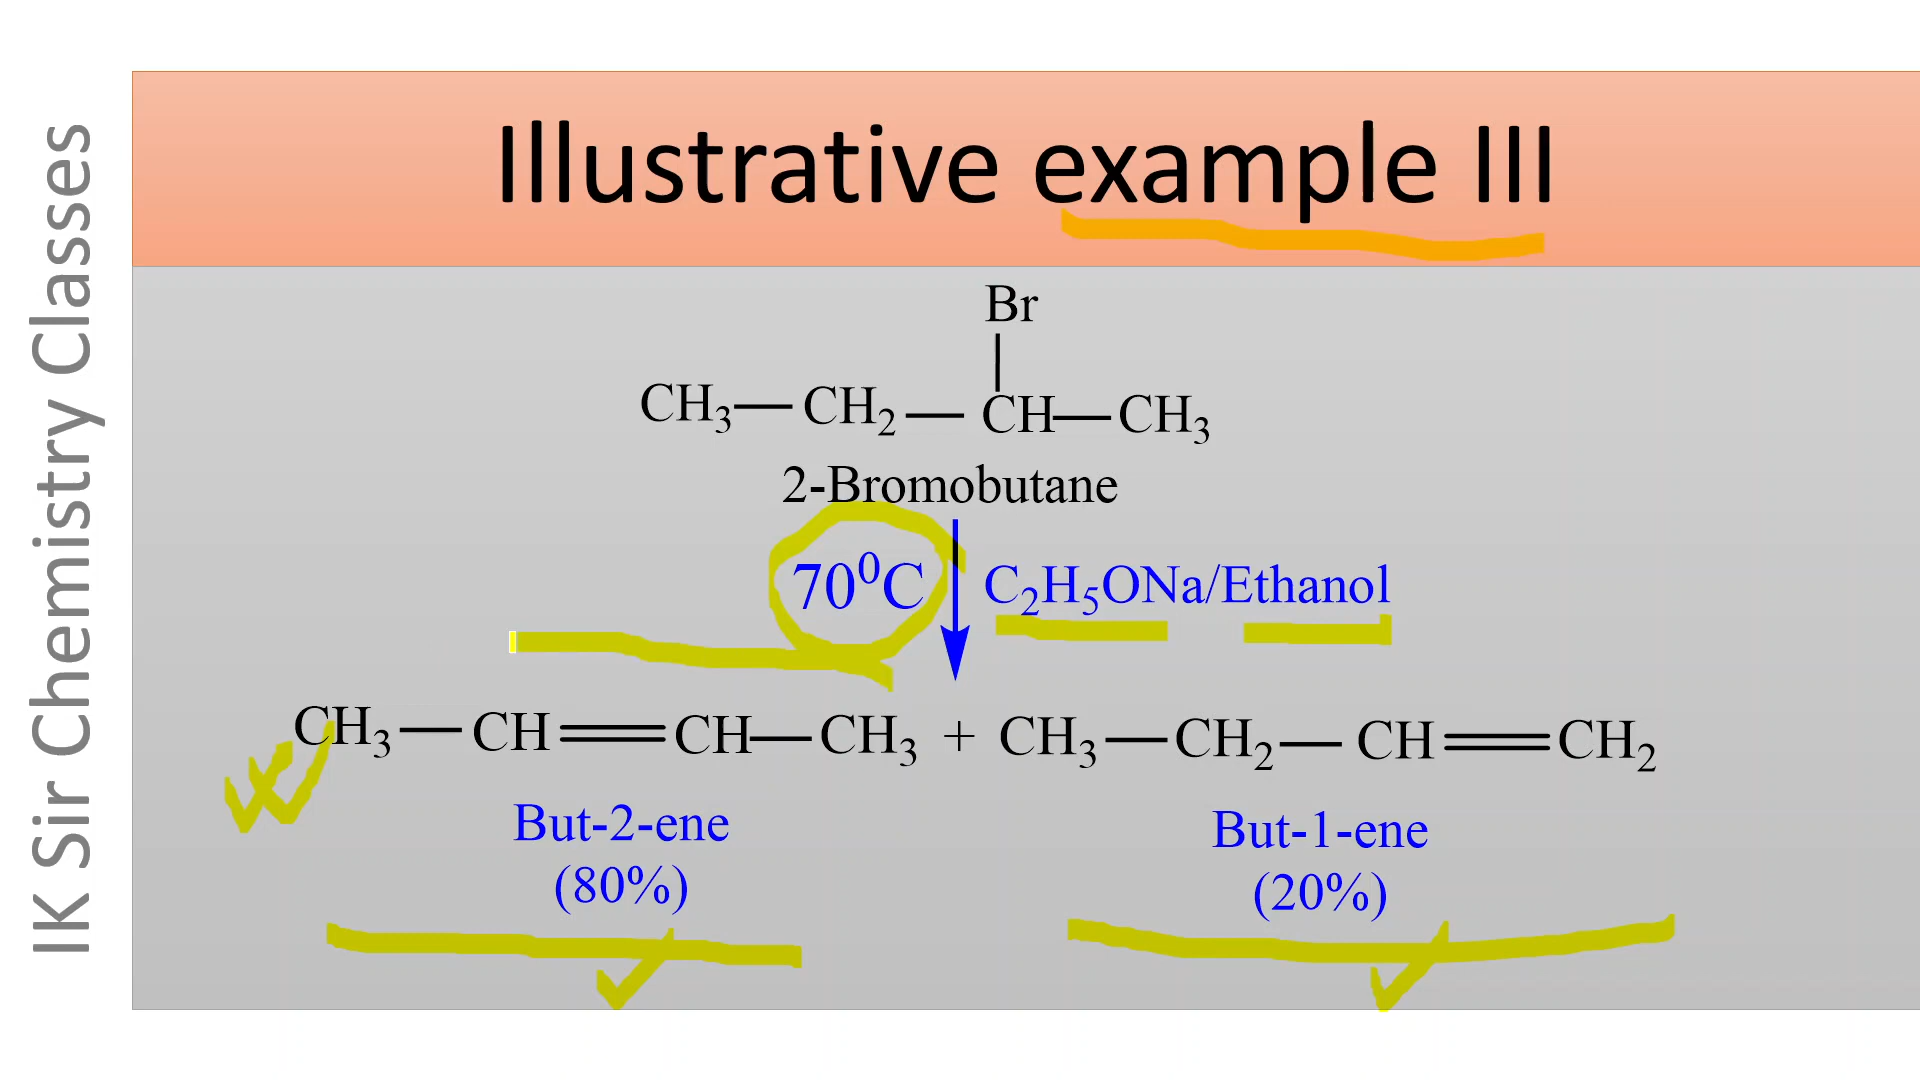 IK Sir Chemistry Classes
Illustrative example III
Br
CH3—CH2—CH—CH3
2-Bromobutane
70⁰C C2H5ONa/Ethanol
CH3—CH=CH—CH3 + CH3—CH2—CH=CH2
But-2-ene But-1-ene
(80%) (20%)